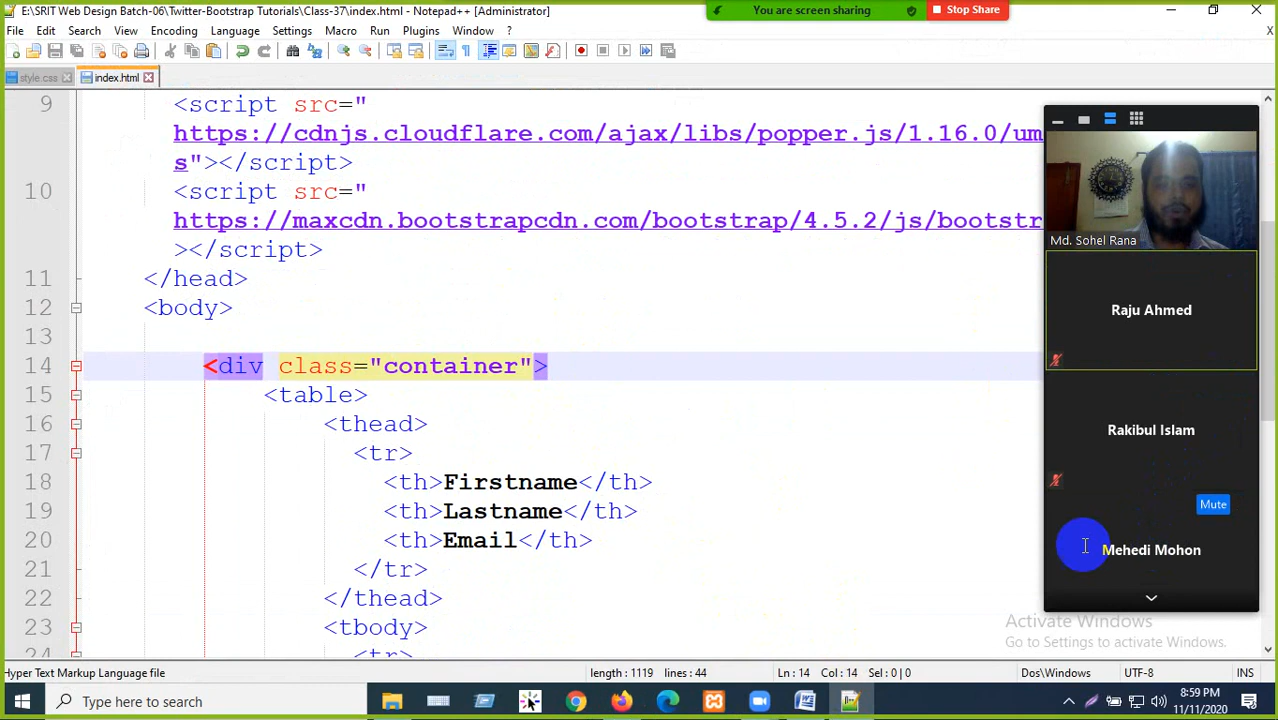 E:\SRIT Web Design Batch-06\Twitter-Bootstrap Tutorials\Class-37\index.html - Notepad++ [Administrator]
You are screen sharing
Stop Share
File Edit Search View Encoding Language Settings Macro Run Plugins Window ?
X
style.css index.html
9 <script src="
https://cdnjs.cloudflare.com/ajax/libs/popper.js/1.16.0/um
s"></script>
10 <script src="
https://maxcdn.bootstrapcdn.com/bootstrap/4.5.2/js/bootstr
></script>
11 </head>
12 <body>
13
14 <div class="container">
15 <table>
16 <thead>
17 <tr>
18 <th>Firstname</th>
19 <th>Lastname</th>
20 <th>Email</th>
21 </tr>
22 </thead>
23 <tbody>
<tr>
Md. Sohel Rana
Raju Ahmed
Rakibul Islam
Mute
Mehedi Mohon
Activate Windows
Go to Settings to activate Windows.
Hyper Text Markup Language file length : 1119 lines : 44 Ln : 14 Col : 14 Sel : 0 | 0 Dos\Windows UTF-8 INS
Type here to search
8:59 PM
11/11/2020